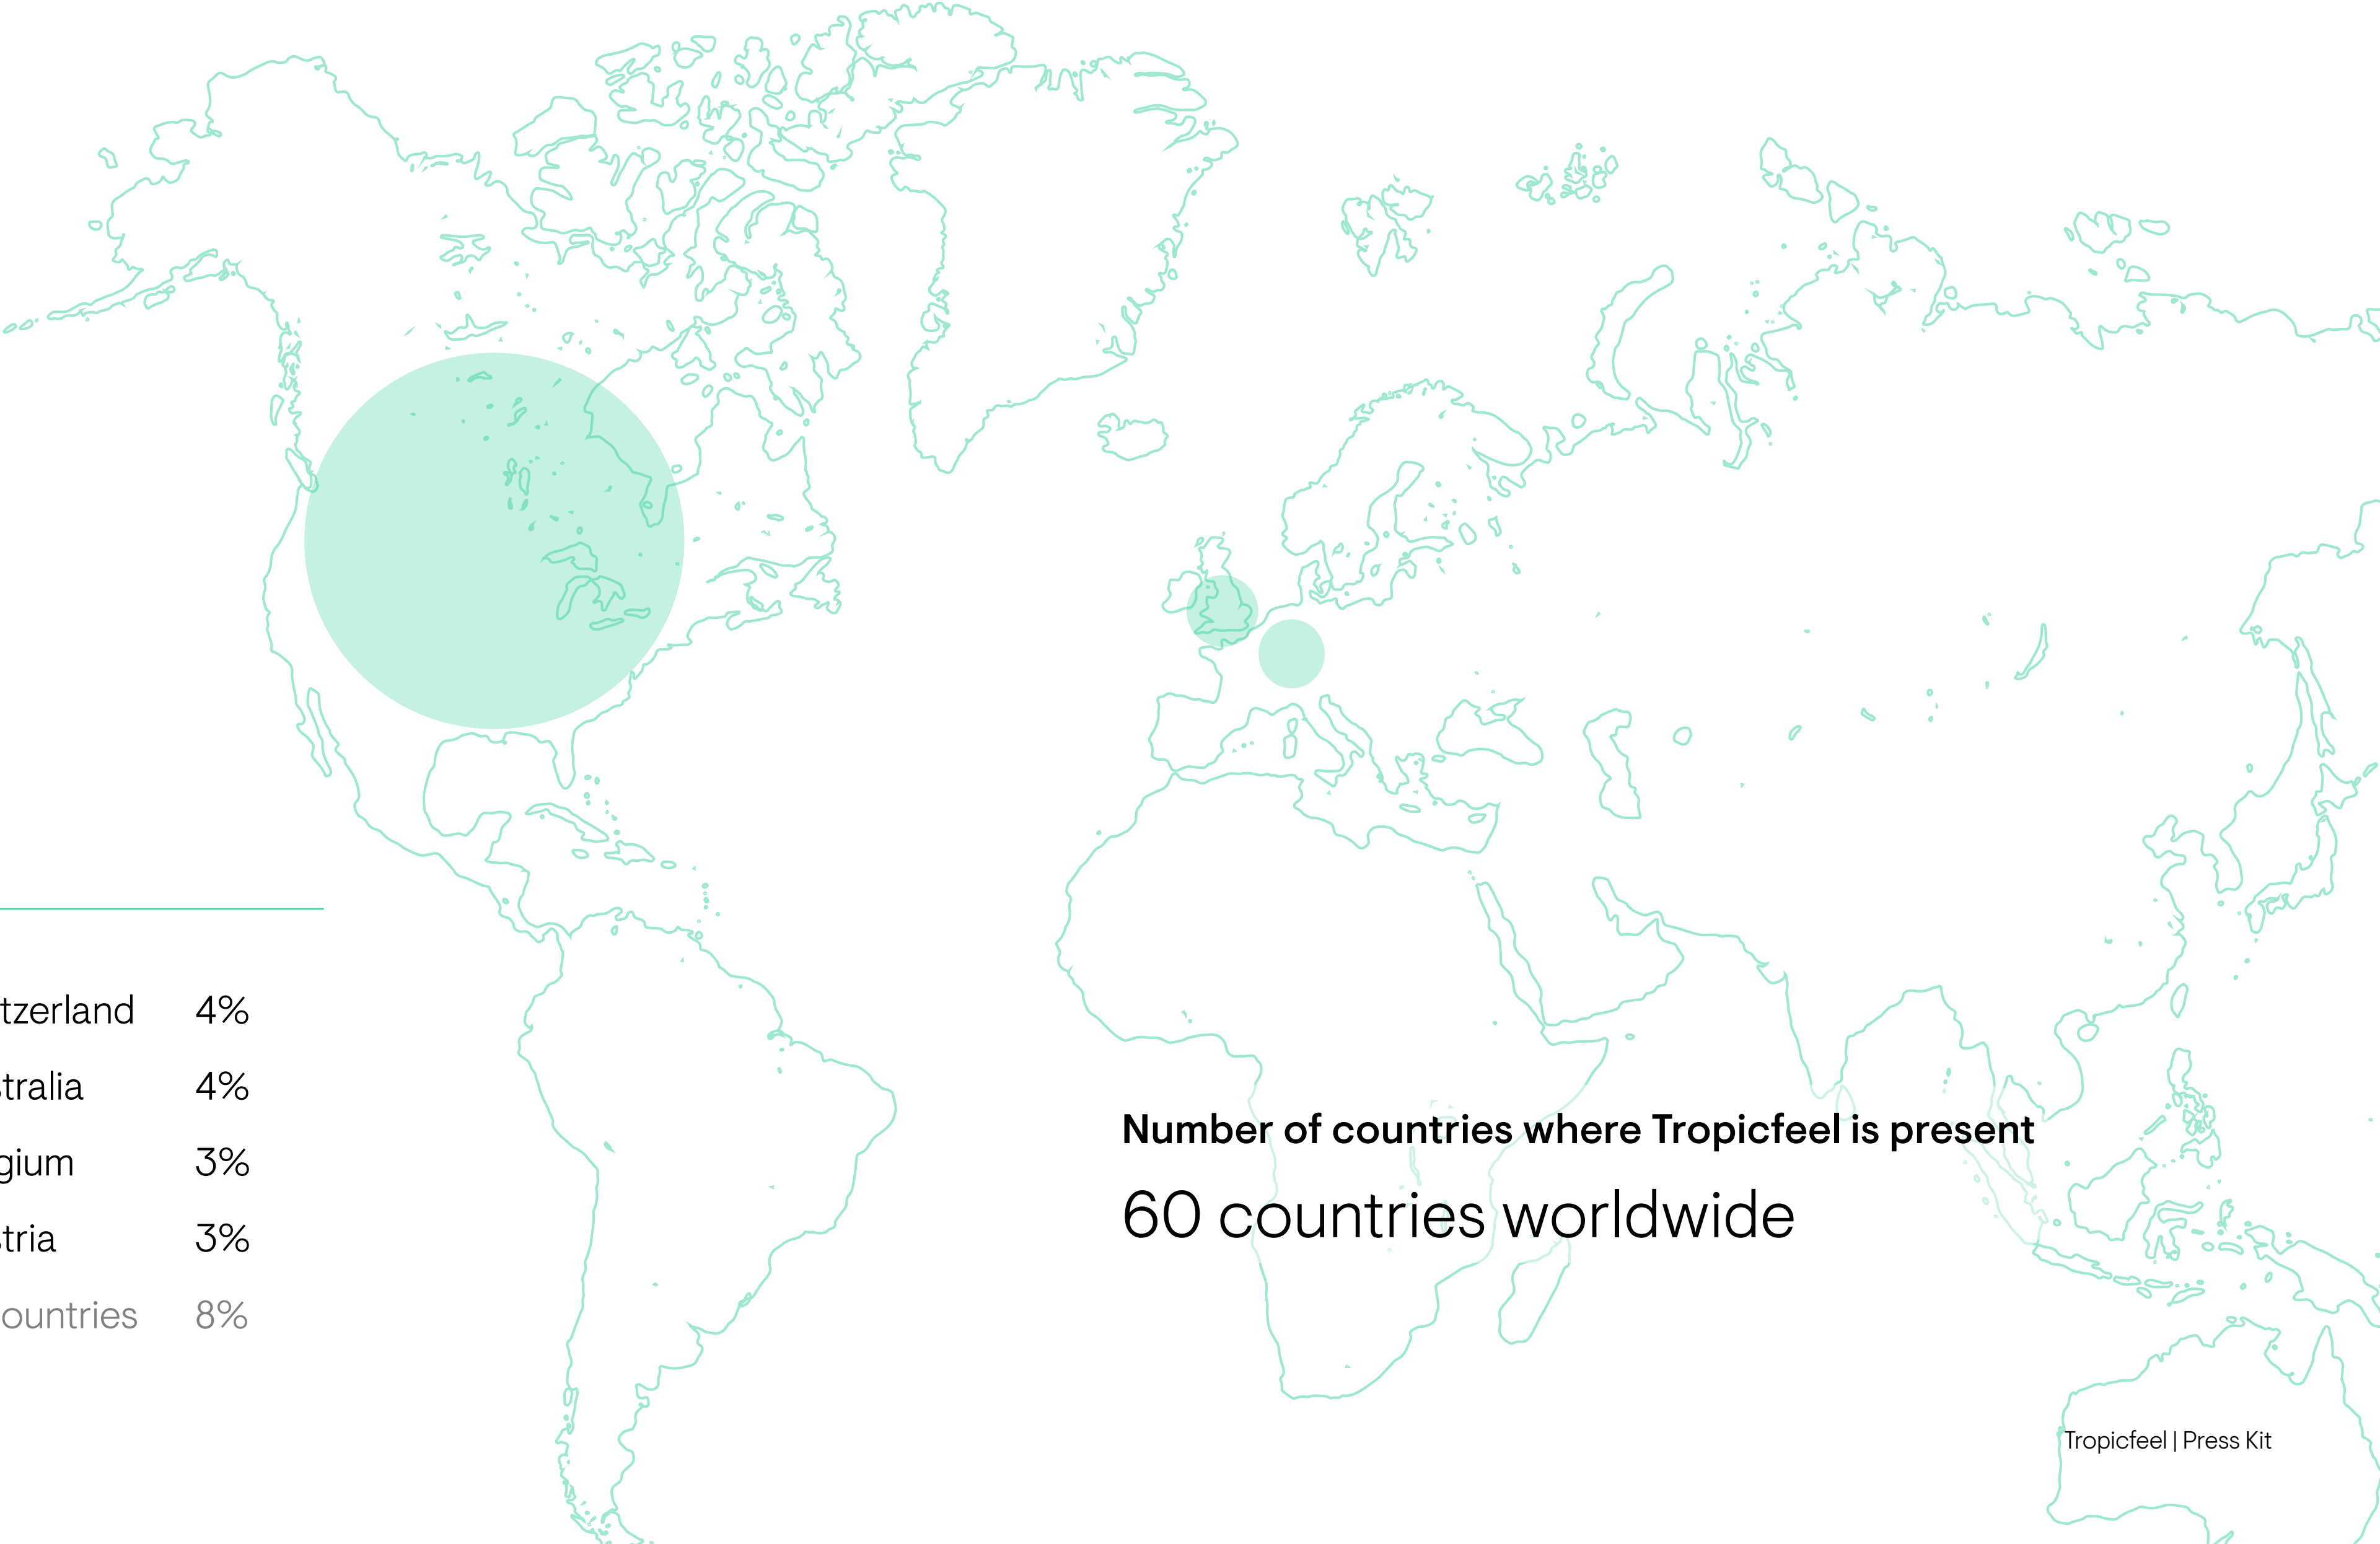 tzerland 4%
tralia 4%
gium 3%
tria 3%
ountries 8%
Number of countries where Tropicfeel is present
60 countries worldwide
Tropicfeel | Press Kit